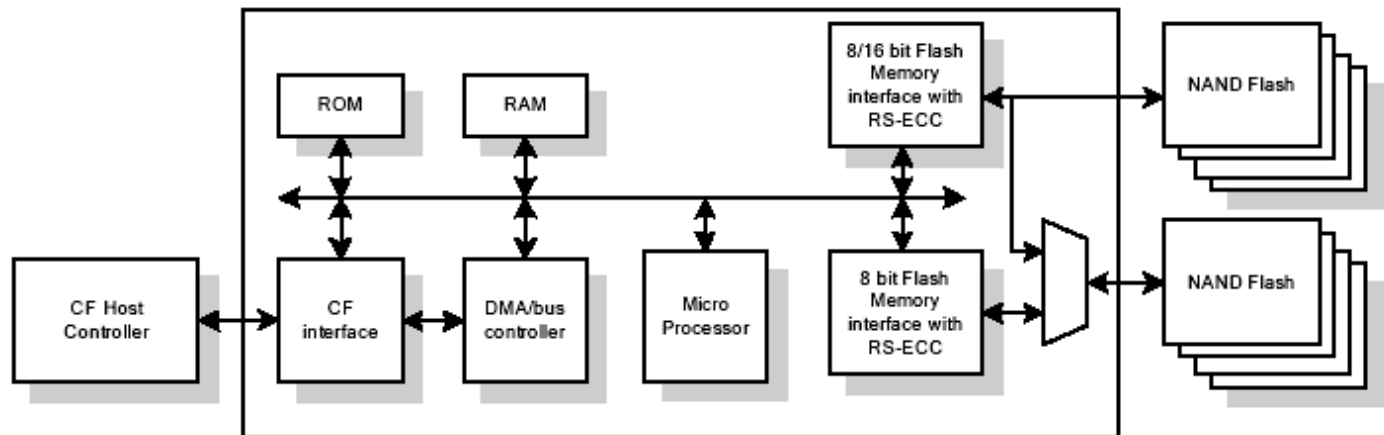 ROM
RAM
8/16 bit Flash
Memory
interface with
RS-ECC
NAND Flash
CF Host
Controller
CF
interface
DMA/bus
controller
Micro
Processor
8 bit Flash
Memory
interface with
RS-ECC
NAND Flash